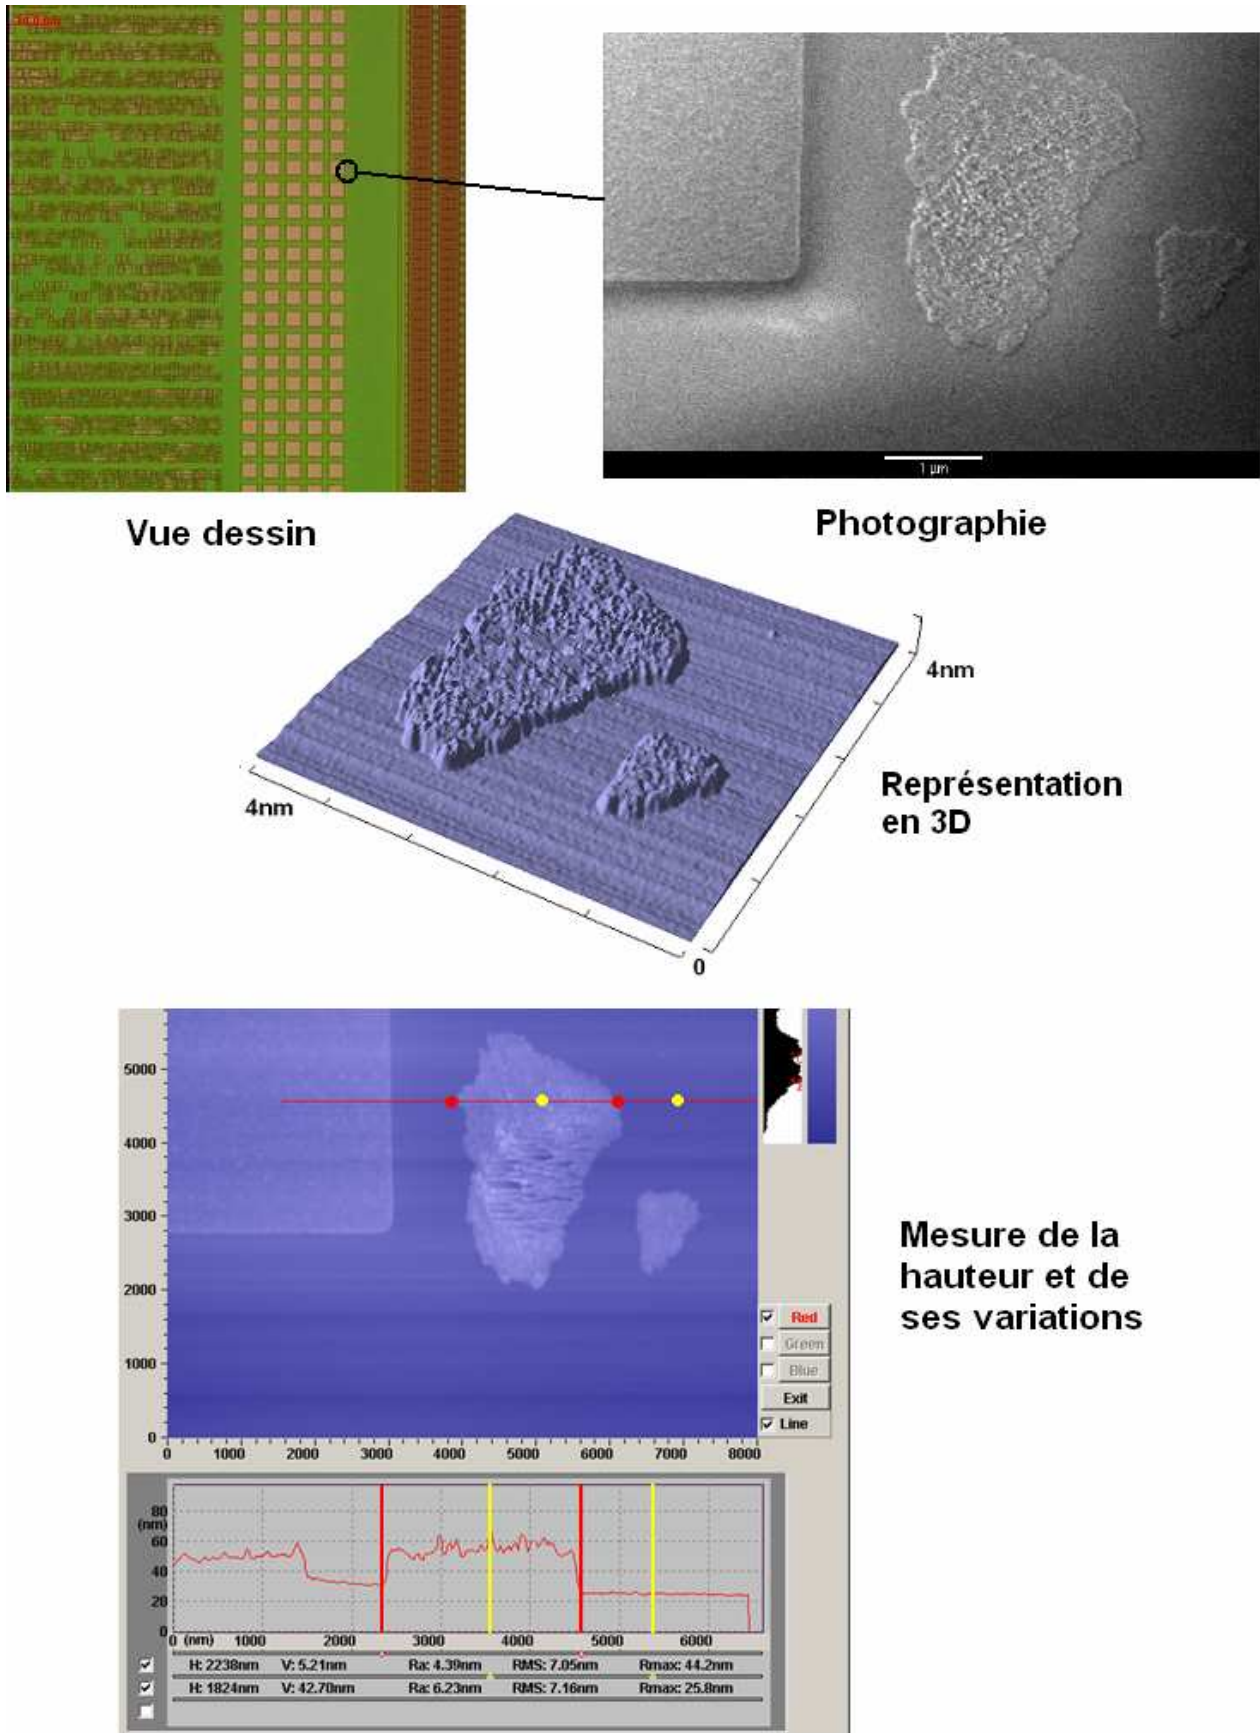 1 µm
Vue dessin
Photographie
4nm
4nm
Représentation
en 3D
0
5000
4000
3000
2000
1000
0
0 1000 2000 3000 4000 5000 6000 7000 8000
Red
Green
Blue
Exit
Line
Mesure de la
hauteur et de
ses variations
80
(nm)
60
40
20
0
0 (nm) 1000 2000 3000 4000 5000 6000
H: 2238nm V: 5.21nm Ra: 4.39nm RMS: 7.05nm Rmax: 44.2nm
H: 1824nm V: 42.70nm Ra: 6.23nm RMS: 7.16nm Rmax: 25.8nm